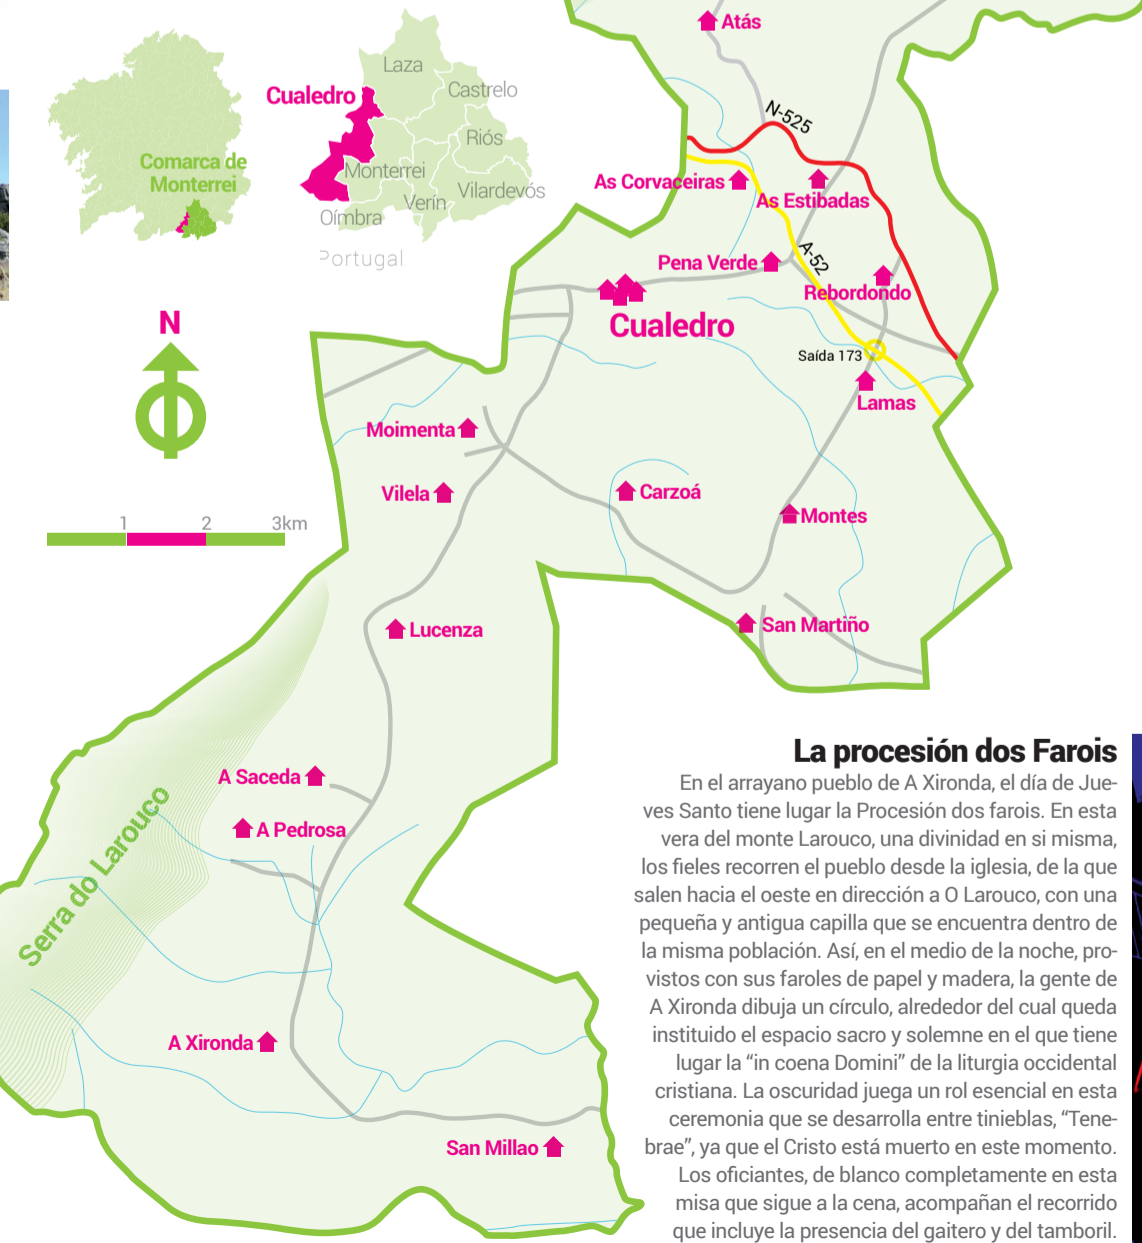 Atás
Laza
Cualedro
Castrelo
N-525
Riós
Comarca de
Monterrei
Monterrei
As Corvaceiras
As Estibadas
Vilardevós
Verín
Oímbra
Portugal
A-52
Pena Verde
Rebordondo
N
Cualedro
Saída 173
Lamas
Moimenta
Vilela
Carzoá
Montes
1 2 3km
San Martiño
Lucenza
A Saceda
A Pedrosa
Serra do Larouco
A Xironda
San Millao
La procesión dos Farois
En el arrayano pueblo de A Xironda, el día de Jue-
ves Santo tiene lugar la Procesión dos farois. En esta
vera del monte Larouco, una divinidad en si misma,
los fieles recorren el pueblo desde la iglesia, de la que
salen hacia el oeste en dirección a O Larouco, con una
pequeña y antigua capilla que se encuentra dentro de
la misma población. Así, en el medio de la noche, pro-
vistos con sus faroles de papel y madera, la gente de
A Xironda dibuja un círculo, alrededor del cual queda
instituido el espacio sacro y solemne en el que tiene
lugar la “in coena Domini” de la liturgia occidental
cristiana. La oscuridad juega un rol esencial en esta
ceremonia que se desarrolla entre tinieblas, “Tene-
brae”, ya que el Cristo está muerto en este momento.
Los oficiantes, de blanco completamente en esta
misa que sigue a la cena, acompañan el recorrido
que incluye la presencia del gaitero y del tamboril.